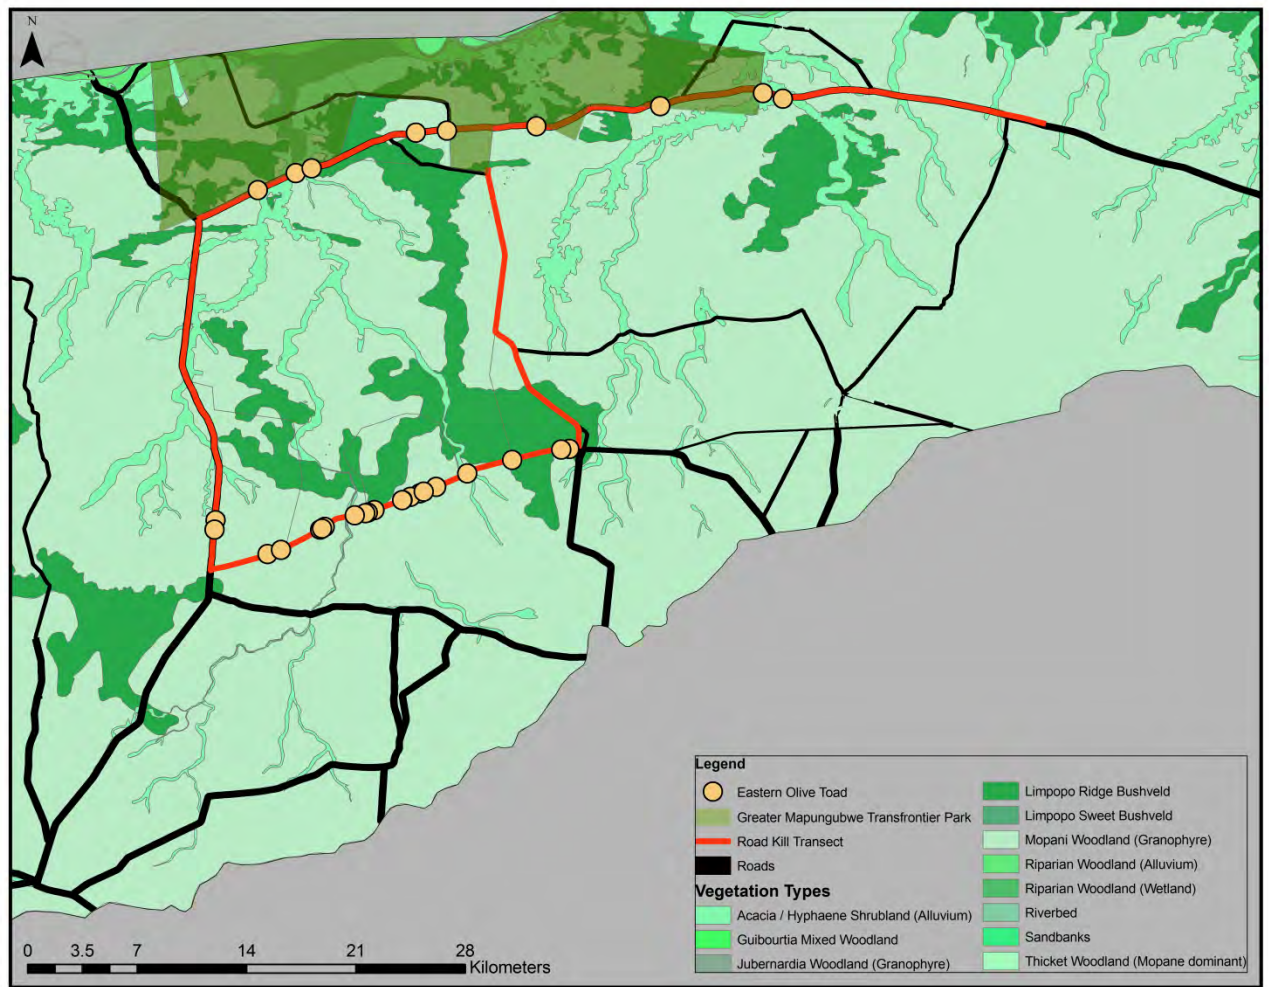 N
Legend
Eastern Olive Toad
Greater Mapungubwe Transfrontier Park
Road Kill Transect
Roads
Vegetation Types
Acacia / Hyphaene Shrubland (Alluvium)
Guibourtia Mixed Woodland
Jubernardia Woodland (Granophyre)
Limpopo Ridge Bushveld
Limpopo Sweet Bushveld
Mopani Woodland (Granophyre)
Riparian Woodland (Alluvium)
Riparian Woodland (Wetland)
Riverbed
Sandbanks
Thicket Woodland (Mopane dominant)
0 3.5 7 14 21 28
Kilometers